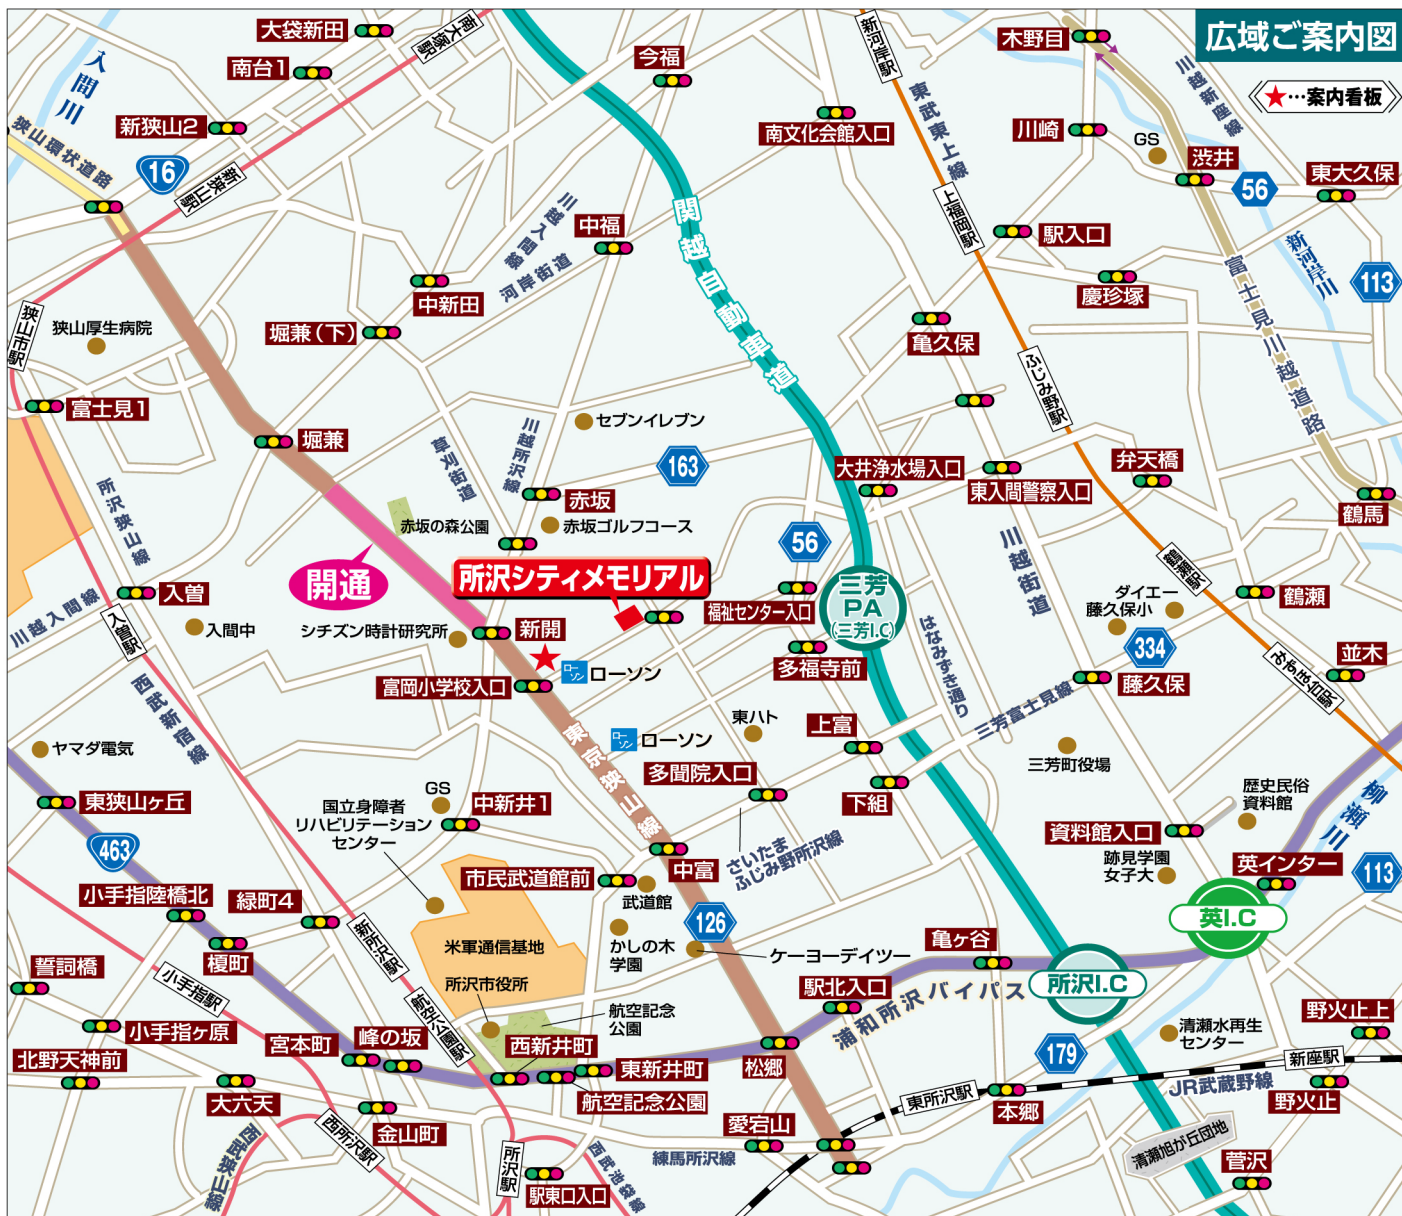 広域ご案内図
★…案内看板
大袋新田
南台1
新狭山2
入間川
狭山環状道路
16
新狭山駅
南大塚駅
今福
南文化会館入口
新河岸駅
東武東上線
木野目
川越新座線
川崎
GS
渋井
56
東大久保
新河岸川
113
上福岡駅
駅入口
慶珍塚
富士見川越道路
川越入間線
中福
河岸街道
中新田
堀兼(下)
関越自動車道
亀久保
ふじみ野駅
狭山市駅
狭山厚生病院
富士見1
堀兼
草刈街道
川越所沢線
セブンイレブン
163
赤坂
赤坂の森公園
赤坂ゴルフコース
大井浄水場入口
東入間警察入口
弁天橋
鶴馬
所沢狭山線
開通
所沢シティメモリアル
56
三芳
PA
(三芳I.C)
川越街道
鶴瀬駅
ダイエー
藤久保小
鶴瀬
入曽
川越入間線
入曽駅
入間中
シチズン時計研究所
新開
福祉センター入口
はなみずき通り
334
みずほ台駅
並木
富岡小学校入口
ローソン
ローソン
多福寺前
藤久保
三芳富士見線
西武新宿線
ヤマダ電気
東京狭山線
ローソン
ローソン
東ハト
上富
多聞院入口
下組
三芳町役場
歴史民俗
資料館
柳瀬川
東狭山ヶ丘
463
国立身障者
リハビリテーション
センター
GS
中新井1
さいたま
ふじみ野所沢線
資料館入口
跡見学園
女子大
英インター
113
小手指陸橋北
緑町4
市民武道館前
武道館
中富
126
英I.C
榎町
新所沢駅
米軍通信基地
かしの木
学園
ケーヨーデイツー
亀ヶ谷
所沢I.C
誓詞橋
小手指駅
所沢市役所
航空公園駅
航空記念
公園
駅北入口
浦和所沢バイパス
小手指ヶ原
宮本町
峰の坂
西新井町
松郷
179
清瀬水再生
センター
野火止上
北野天神前
東新井町
航空記念公園
新座駅
JR武蔵野線
東所沢駅
本郷
野火止
大六天
金山町
西所沢駅
西武狭山線
所沢駅
駅東口入口
西武池袋線
練馬所沢線
愛宕山
清瀬旭が丘団地
菅沢